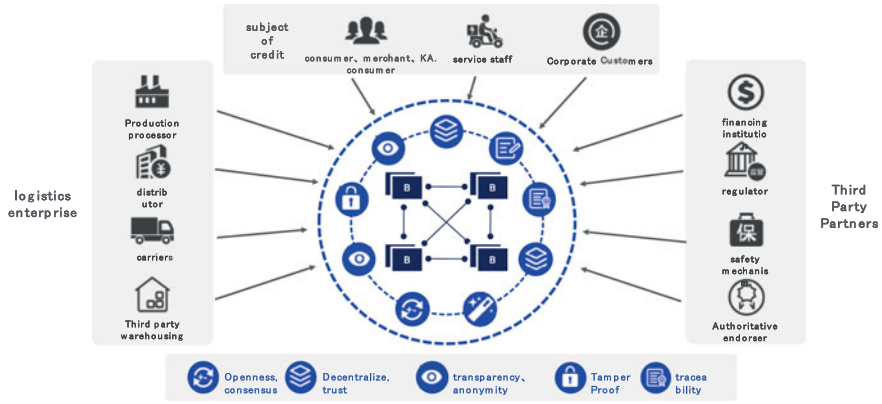 subject
of
credit
consumer、merchant、KA.
consumer
service staff
企
Corporate Customers
logistics
enterprise
Production
processor
¥
distrib
utor
carriers
Third party
warehousing
B
B
B
B
$
financing
institutio
regulator
保
safety
mechanis
Authoritative
endorser
Third
Party
Partners
Openness,
consensus
Decentralize,
trust
transparency、
anonymity
Tamper
Proof
tracea
bility